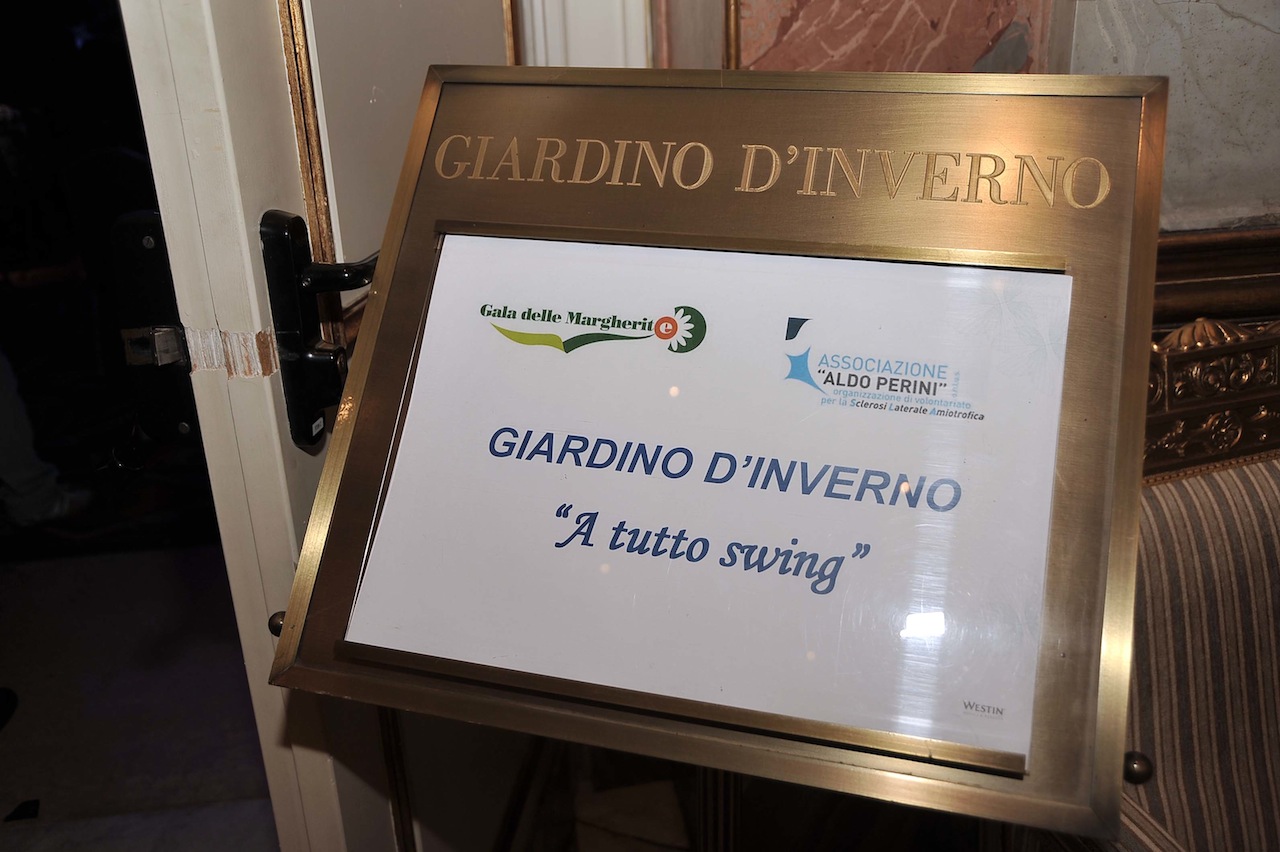 GIARDINO D'INVERNO
Gala delle Margherite
ASSOCIAZIONE
"ALDO PERINI"
organizzazione di volontariato
per la Sclerosi Laterale Amiotrofica
GIARDINO D'INVERNO
"A tutto swing"
WESTIN